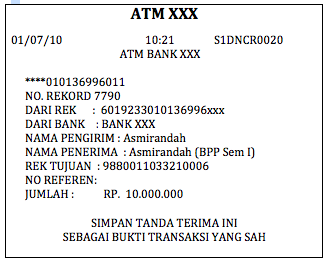 ATM XXX
01/07/10 10:21 S1DNCR0020
ATM BANK XXX
****010136996011
NO. REKORD 7790
DARI REK : 6019233010136996xxx
DARI BANK : BANK XXX
NAMA PENGIRIM : Asmirandah
NAMA PENERIMA : Asmirandah (BPP Sem I)
REK TUJUAN : 9880011033210006
NO REFEREN:
JUMLAH : RP. 10.000.000
SIMPAN TANDA TERIMA INI
SEBAGAI BUKTI TRANSAKSI YANG SAH